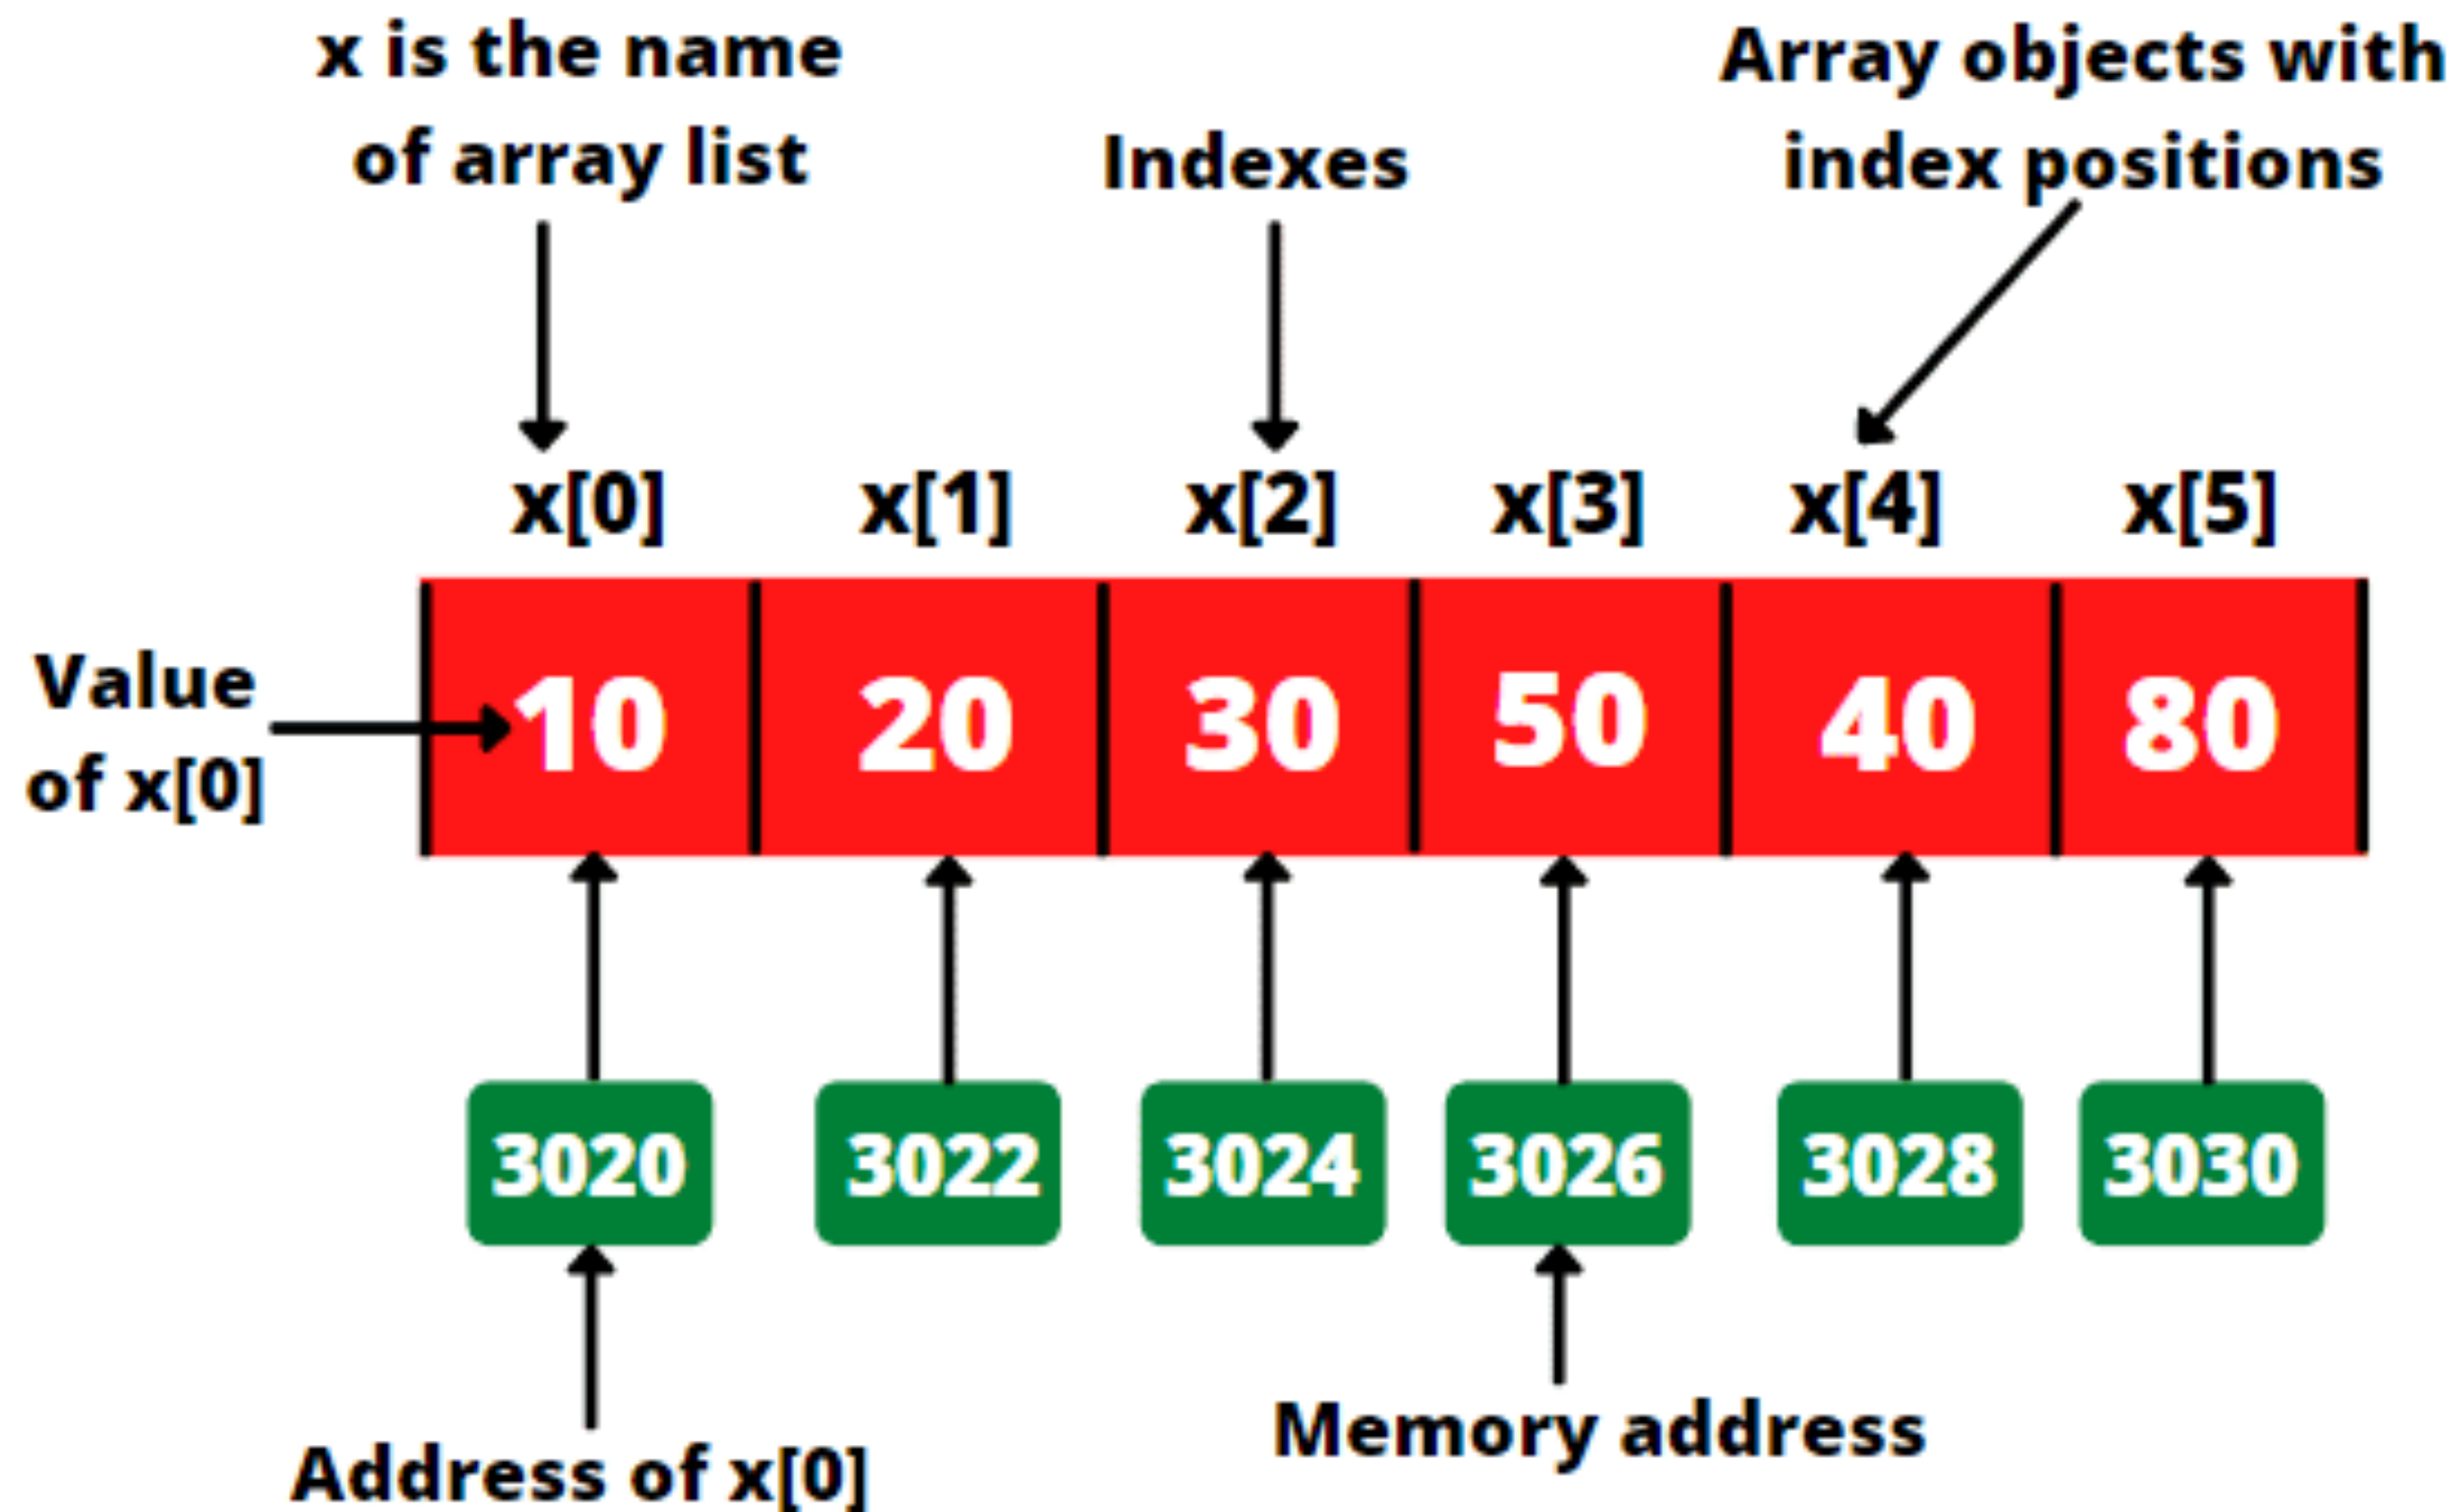 x is the name
of array list
Indexes
Array objects with
index positions
x[0] x[1] x[2] x[3] x[4] x[5]
Value
of x[0]
10 20 30 50 40 80
3020 3022 3024 3026 3028 3030
Address of x[0]
Memory address